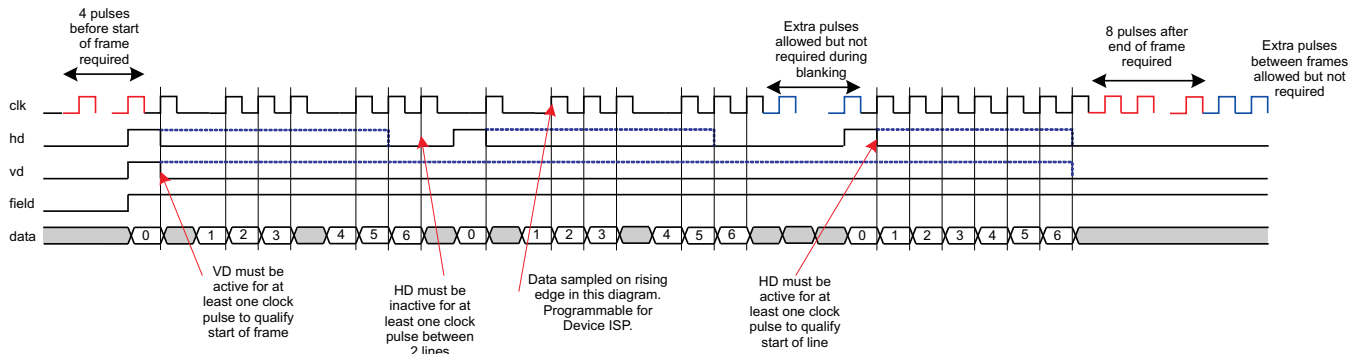 4 pulses
before start
of frame
required
Extra pulses
allowed but not
required during
blanking
8 pulses after
end of frame
required
Extra pulses
between frames
allowed but not
required
clk
hd
vd
field
data
0 1 2 3 4 5 6 0 1 2 3 4 5 6 0 1 2 3 4 5 6
VD must be
active for at
least one clock
pulse to qualify
start of frame
HD must be
inactive for at
least one clock
pulse between
2 lines
Data sampled on rising
edge in this diagram.
Programmable for
Device ISP.
HD must be
active for at
least one clock
pulse to qualify
start of line